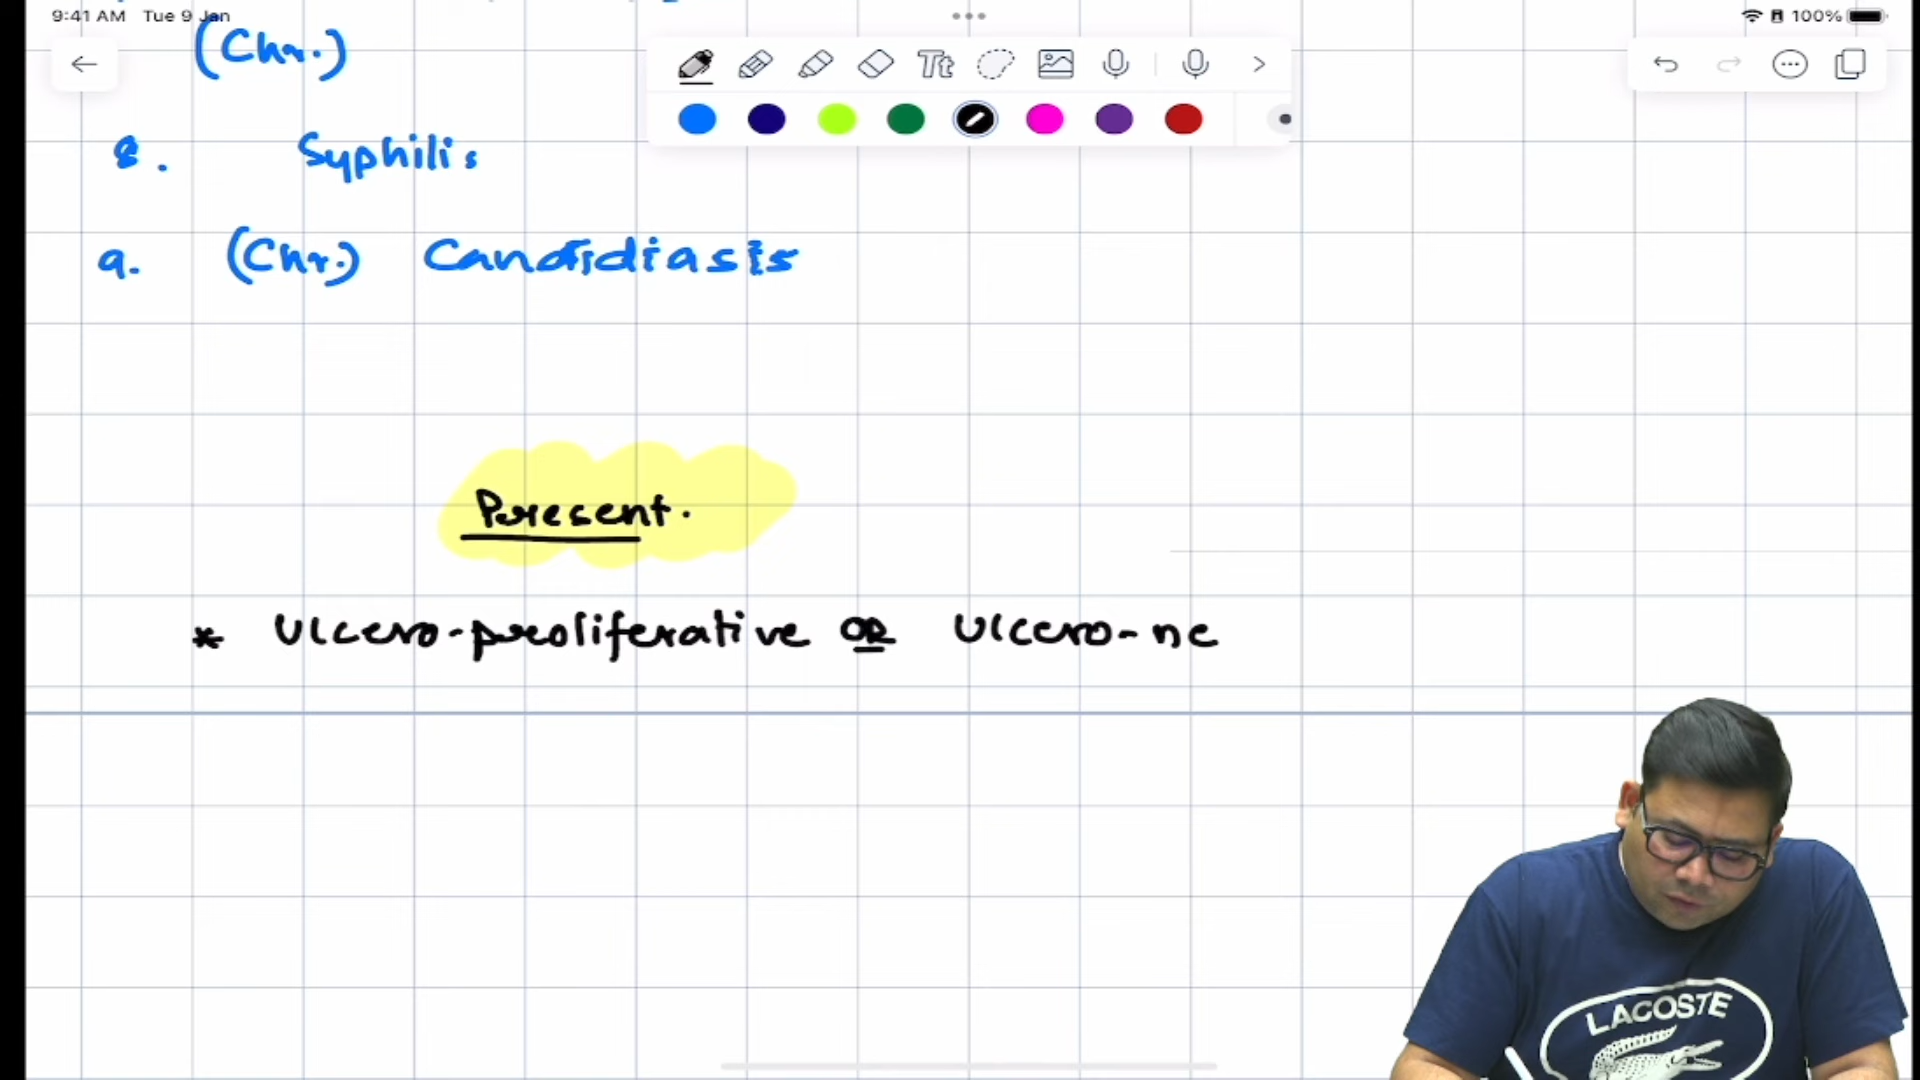 9:41 AM Tue 9 Jan
100%
(Chr.)
Tt
8. Syphilis
9. (Chr.) Candidiasis
Present.
* Ulcero-proliferative OR Ulcero-ne
LACOSTE